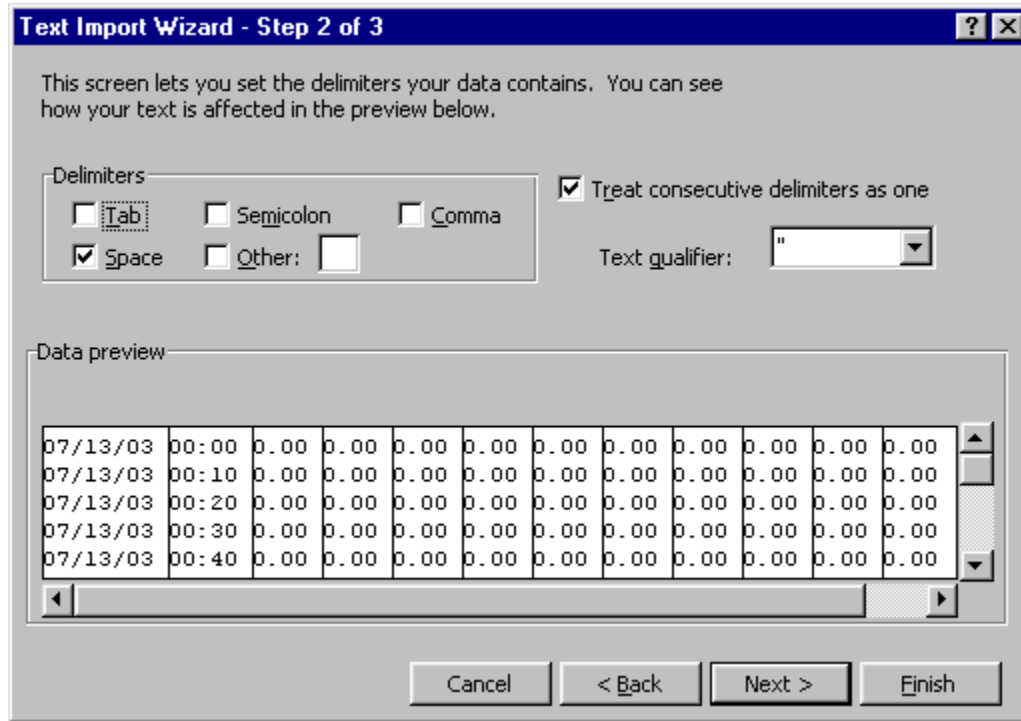 Text Import Wizard - Step 2 of 3
This screen lets you set the delimiters your data contains. You can see
how your text is affected in the preview below.
Delimiters
Tab Semicolon Comma
Space Other:
Treat consecutive delimiters as one
Text qualifier: "
Data preview
07/13/03 00:00 0.00 0.00 0.00 0.00 0.00 0.00 0.00 0.00 0.00 0.00
07/13/03 00:10 0.00 0.00 0.00 0.00 0.00 0.00 0.00 0.00 0.00 0.00
07/13/03 00:20 0.00 0.00 0.00 0.00 0.00 0.00 0.00 0.00 0.00 0.00
07/13/03 00:30 0.00 0.00 0.00 0.00 0.00 0.00 0.00 0.00 0.00 0.00
07/13/03 00:40 0.00 0.00 0.00 0.00 0.00 0.00 0.00 0.00 0.00 0.00
Cancel < Back Next > Finish